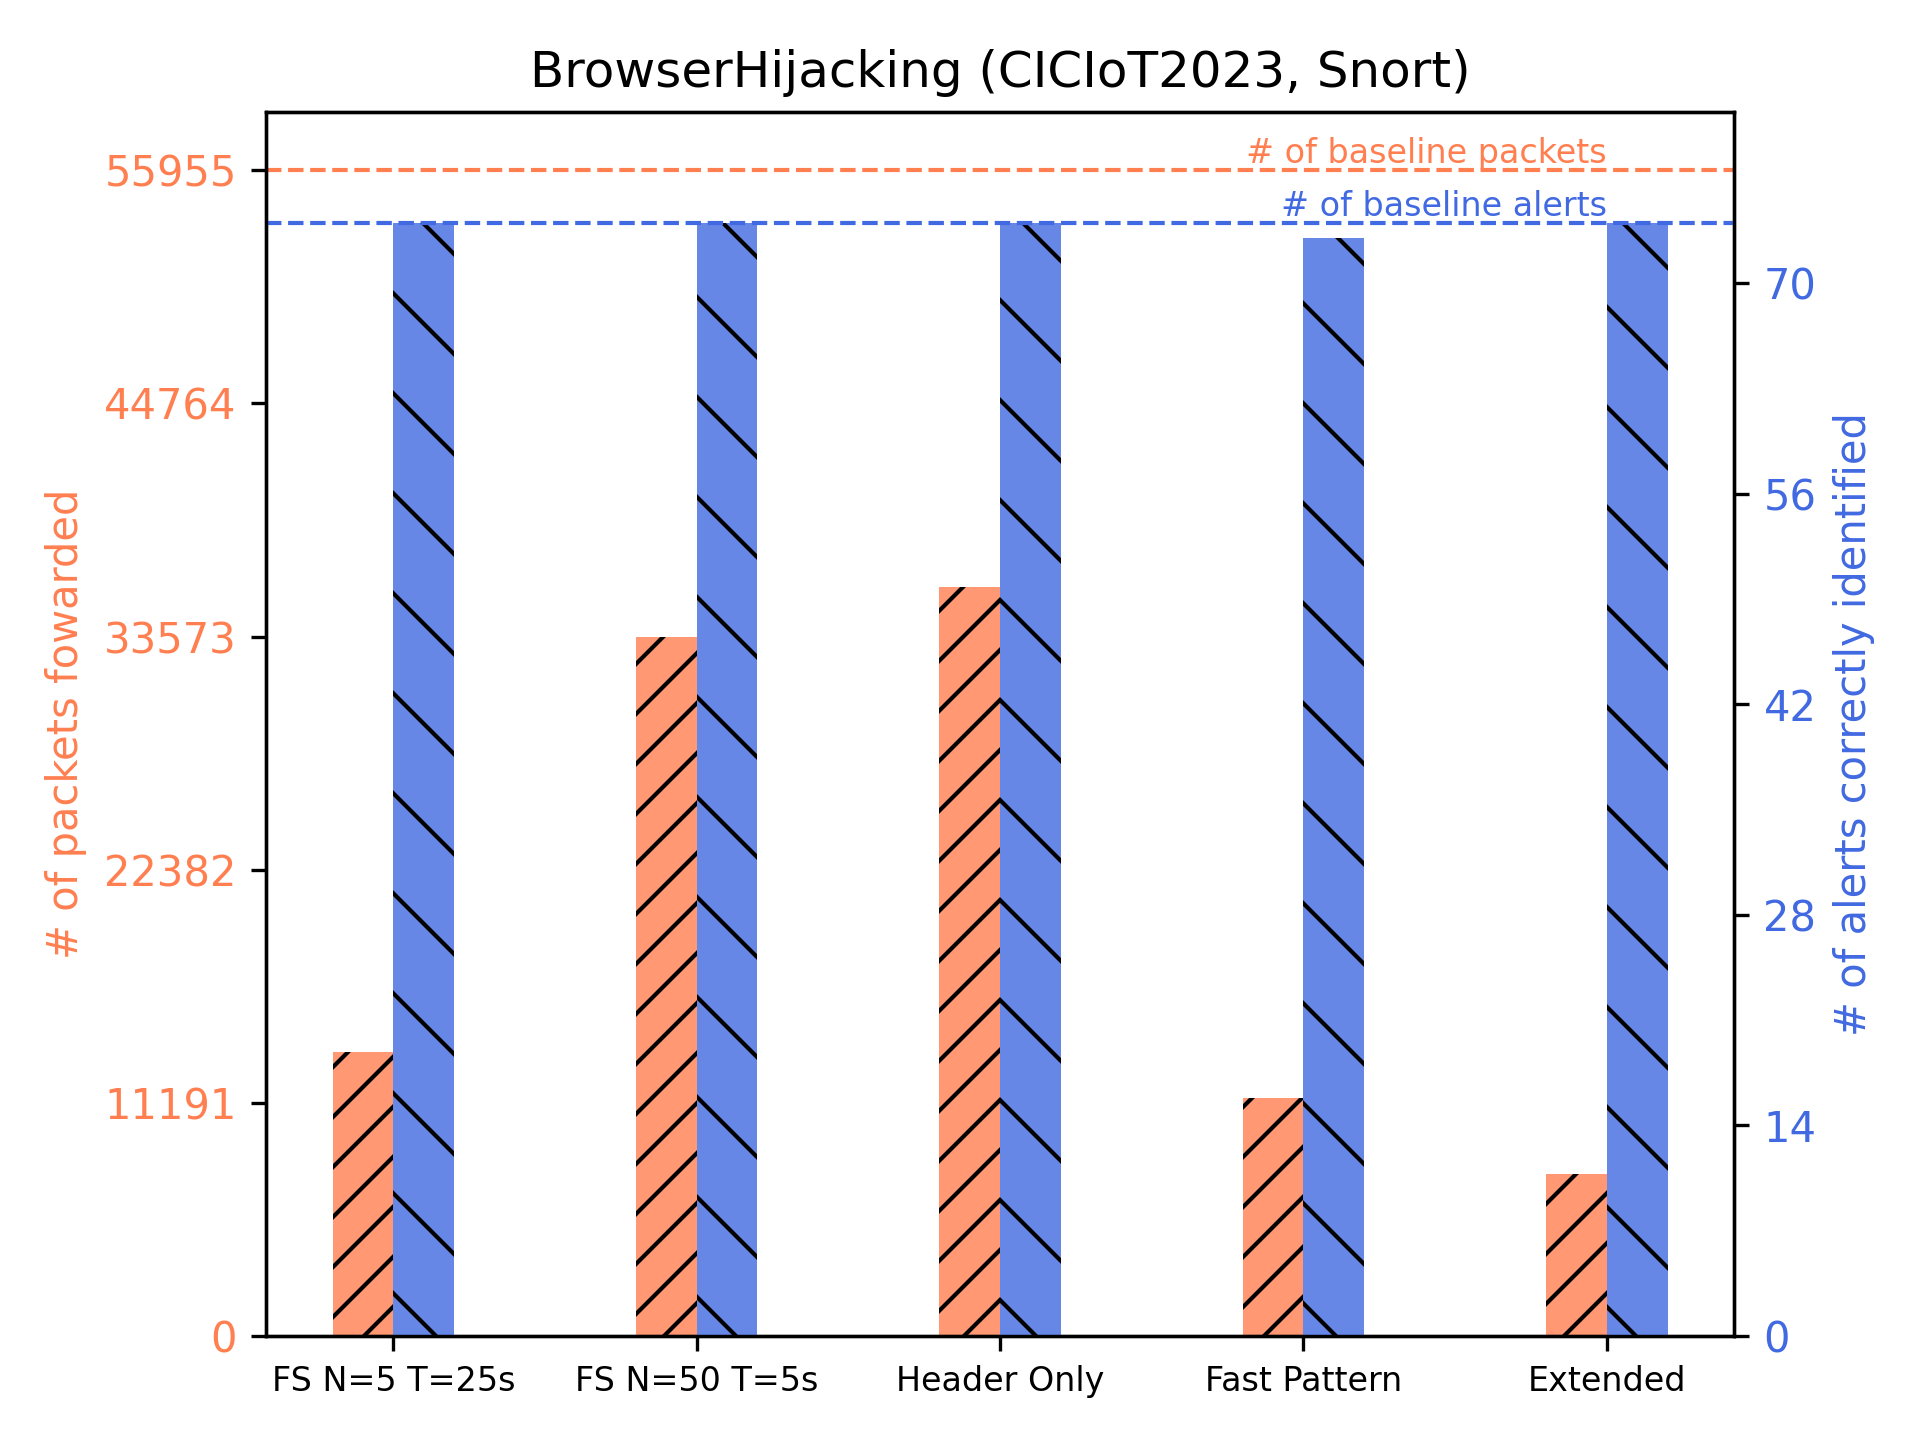 BrowserHijacking (CICIoT2023, Snort)
# of baseline packets
# of baseline alerts
55955
44764
33573
22382
11191
0
# of packets fowarded
70
56
42
28
14
0
# of alerts correctly identified
FS N=5 T=25s
FS N=50 T=5s
Header Only
Fast Pattern
Extended